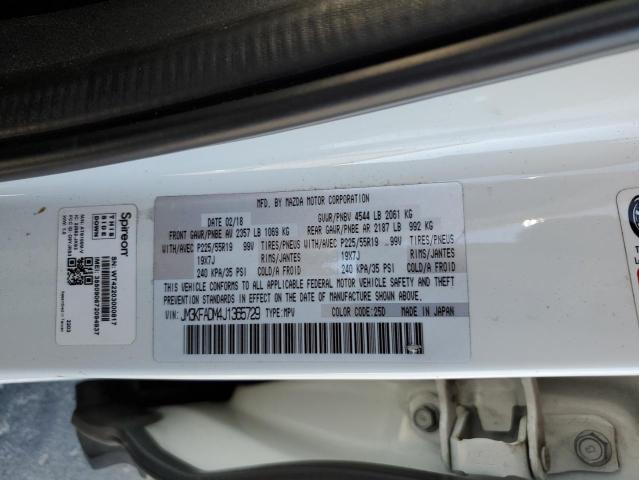 MFG. BY MAZDA MOTOR CORPORATION
DATE 02/18 GVWR/PNBV 4544 LB 2061 KG
FRONT GAWR/PNBE AV 2357 LB 1069 KG REAR GAWR/PNBE AR 2187 LB 992 KG
WITH/AVEC P225/55R19 99V TIRES/PNEUS WITH/AVEC P225/55R19 99V TIRES/PNEUS
19X7J RIMS/JANTES 19X7J RIMS/JANTES
240 KPA/35 PSI COLD/A FROID 240 KPA/35 PSI COLD/A FROID
THIS VEHICLE CONFORMS TO ALL APPLICABLE FEDERAL MOTOR VEHICLE SAFETY AND THEFT
PREVENTION STANDARDS IN EFFECT ON THE DATE OF MANUFACTURE SHOWN ABOVE.
VIN: JM3KFADM4J1365729 TYPE: MPV COLOR CODE: 25D MADE IN JAPAN
Spireon
THIS
SIDE
DOWN